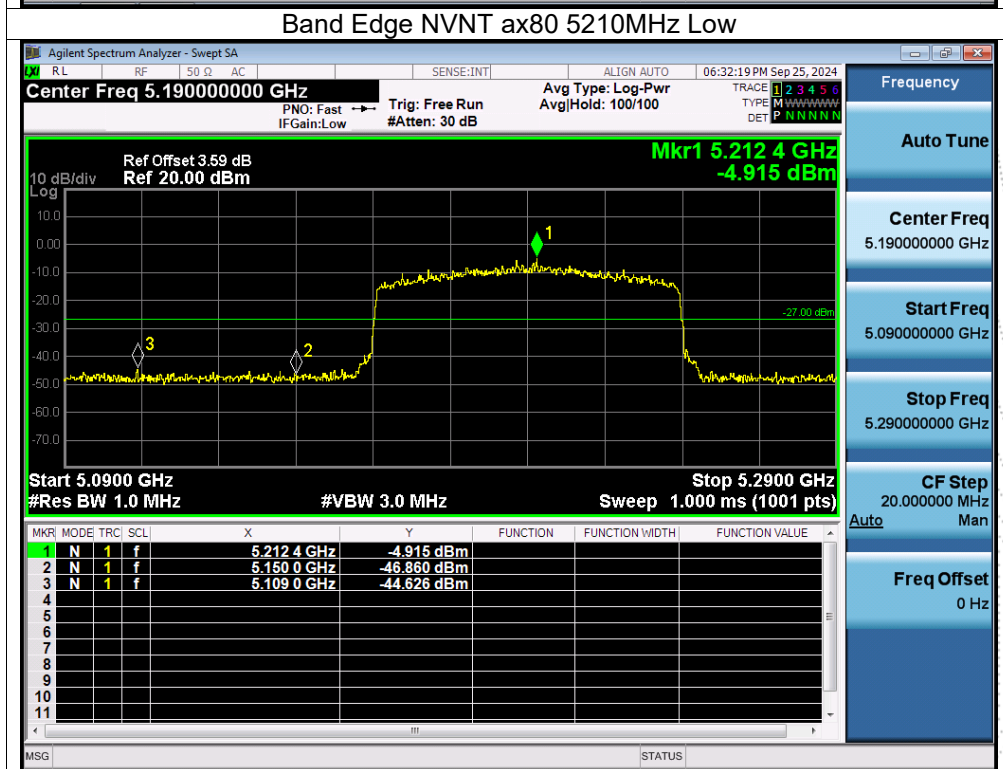 Band Edge NVNT ax80 5210MHz Low
Agilent Spectrum Analyzer - Swept SA
LXI RL RF 50 Ω AC SENSE:INT ALIGN AUTO 06:32:19 PM Sep 25, 2024
Center Freq 5.190000000 GHz
PNO: Fast
IFGain:Low
Trig: Free Run
#Atten: 30 dB
Avg Type: Log-Pwr
Avg|Hold: 100/100
TRACE 1 2 3 4 5 6
TYPE M WWWWW
DET P N N N N N
Ref Offset 3.59 dB
10 dB/div Ref 20.00 dBm
Log
Mkr1 5.212 4 GHz
-4.915 dBm
10.0
0.00
-10.0
-20.0
-30.0
-40.0
-50.0
-60.0
-70.0
1
2
3
-27.00 dBm
Start 5.0900 GHz Stop 5.2900 GHz
#Res BW 1.0 MHz #VBW 3.0 MHz Sweep 1.000 ms (1001 pts)
MKR MODE TRC SCL X Y FUNCTION FUNCTION WIDTH FUNCTION VALUE
1 N 1 f 5.212 4 GHz -4.915 dBm
2 N 1 f 5.150 0 GHz -46.860 dBm
3 N 1 f 5.109 0 GHz -44.626 dBm
4
5
6
7
8
9
10
11
MSG STATUS
Frequency
Auto Tune
Center Freq
5.190000000 GHz
Start Freq
5.090000000 GHz
Stop Freq
5.290000000 GHz
CF Step
20.000000 MHz
Auto Man
Freq Offset
0 Hz